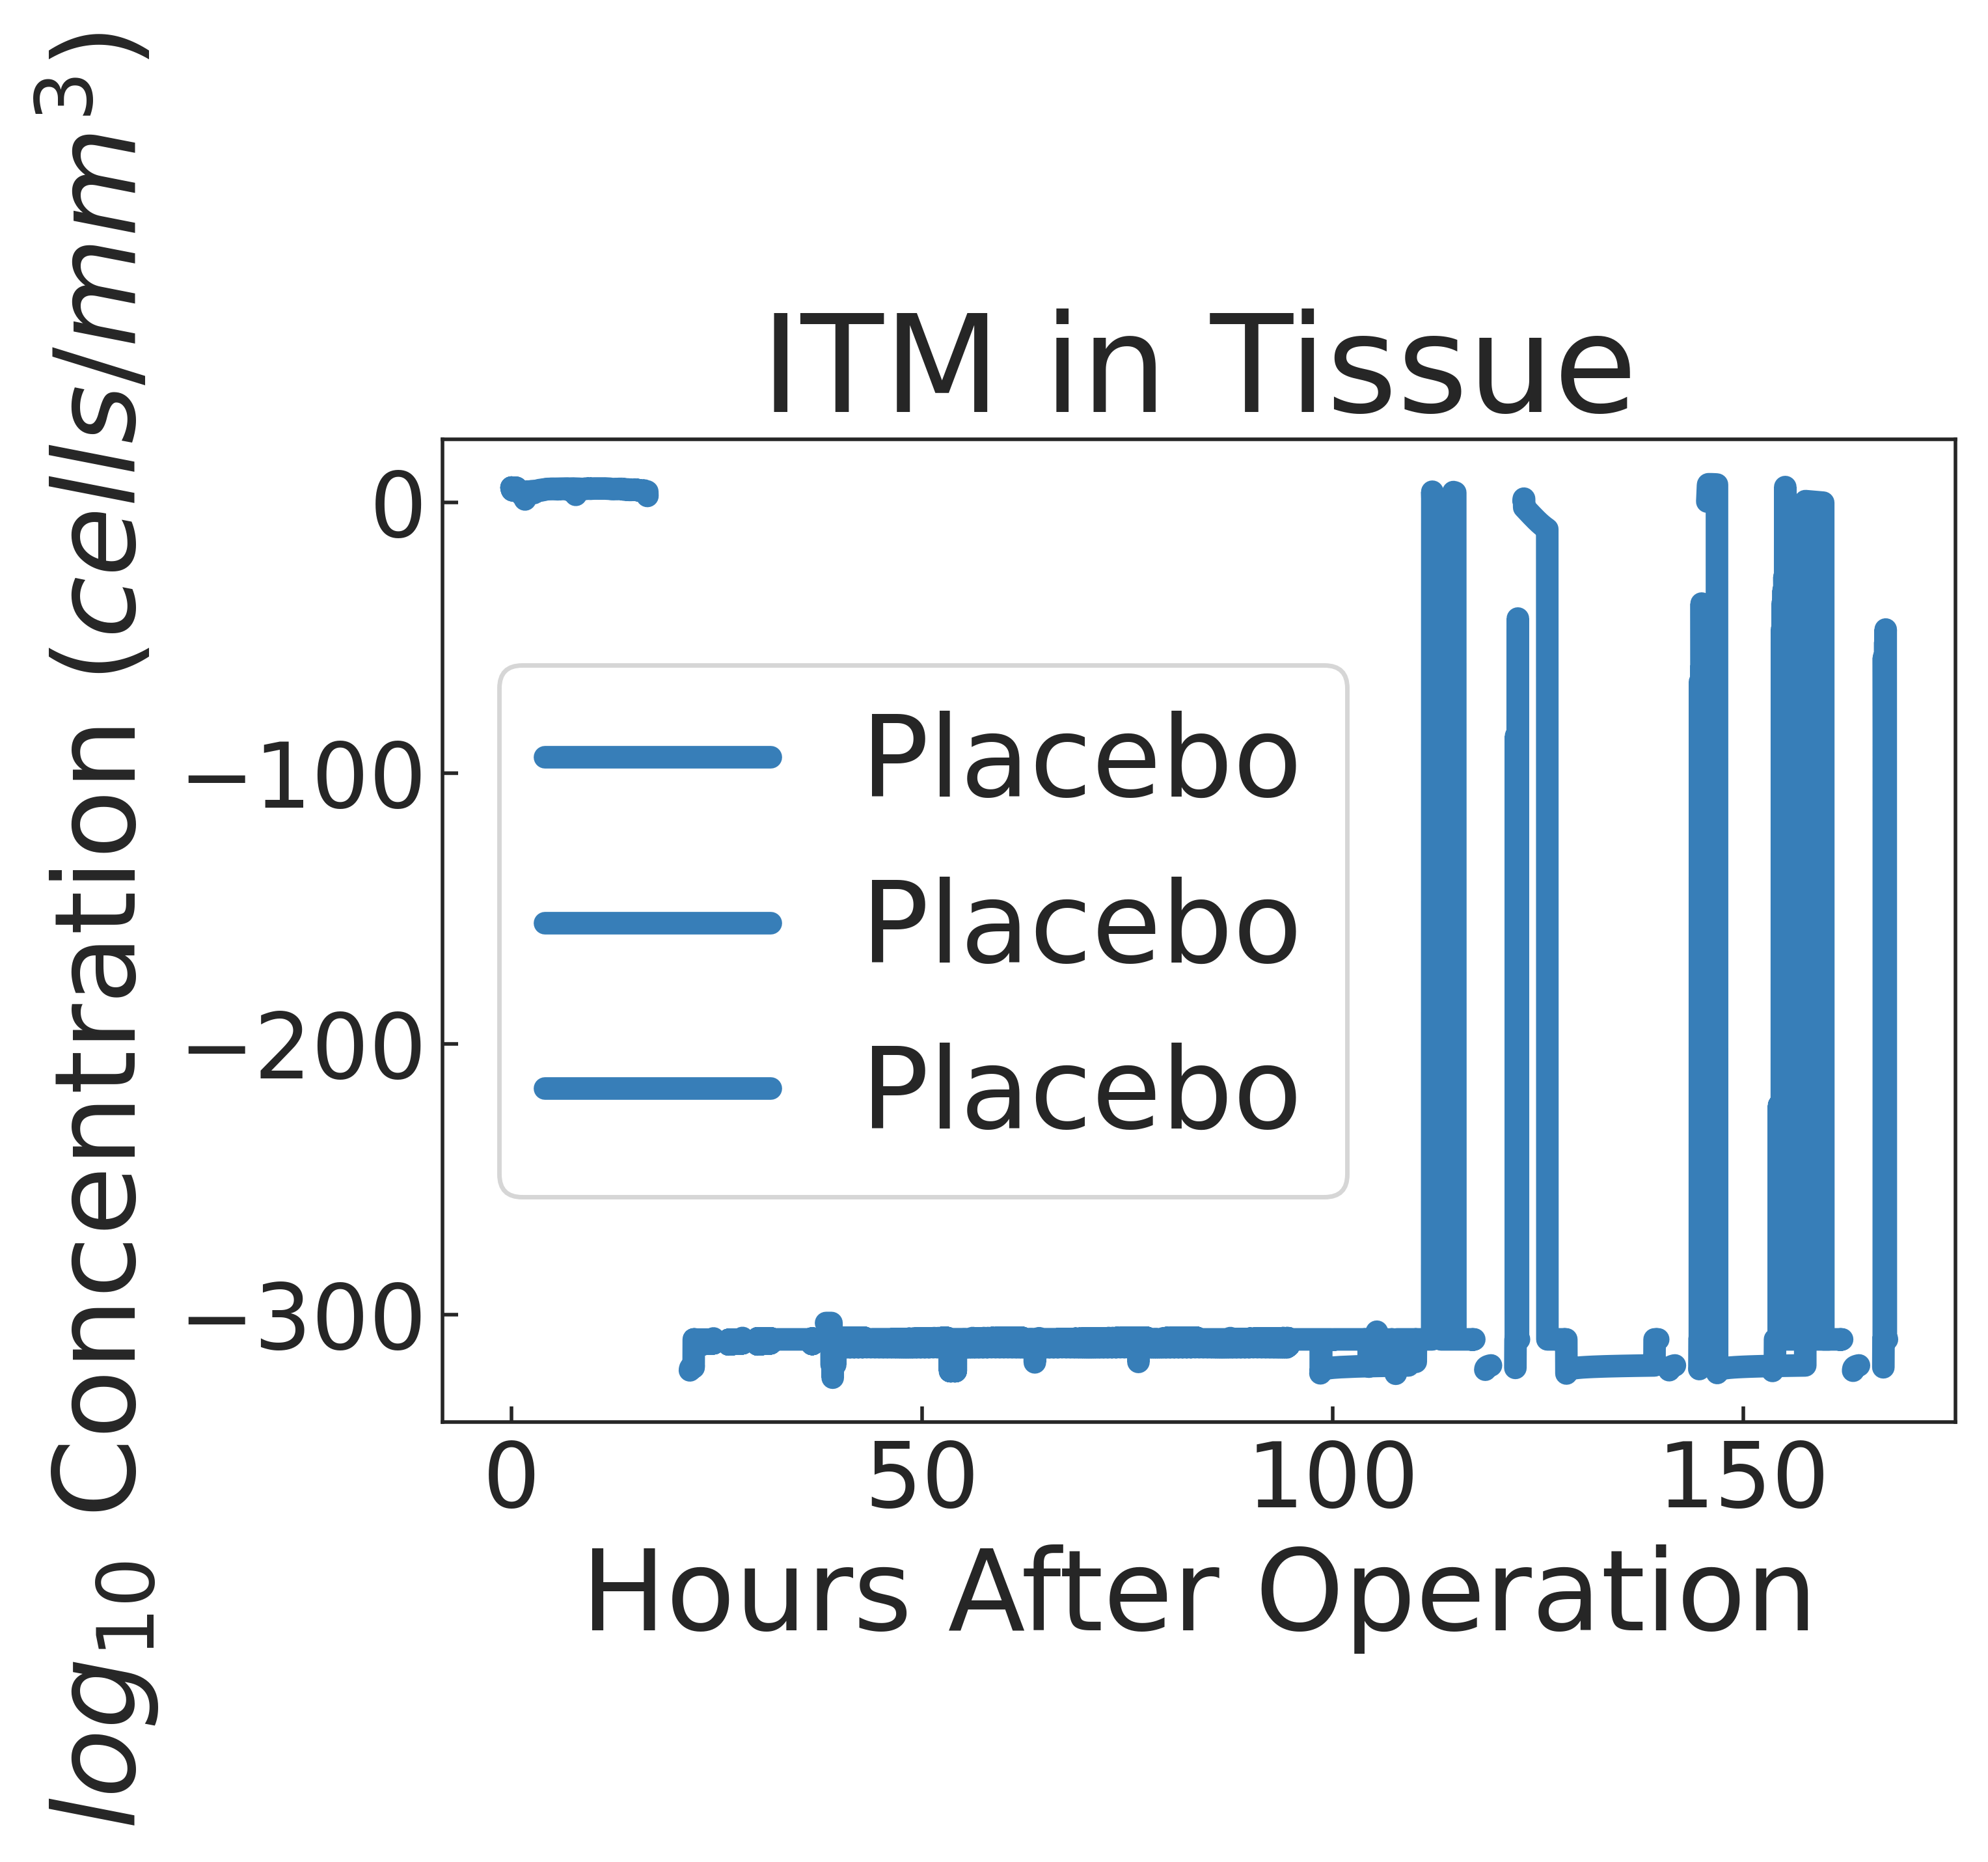 ITM in Tissue
log₁₀ Concentration (cells/mm³)
0
−100
−200
−300
Placebo
Placebo
Placebo
0 50 100 150
Hours After Operation